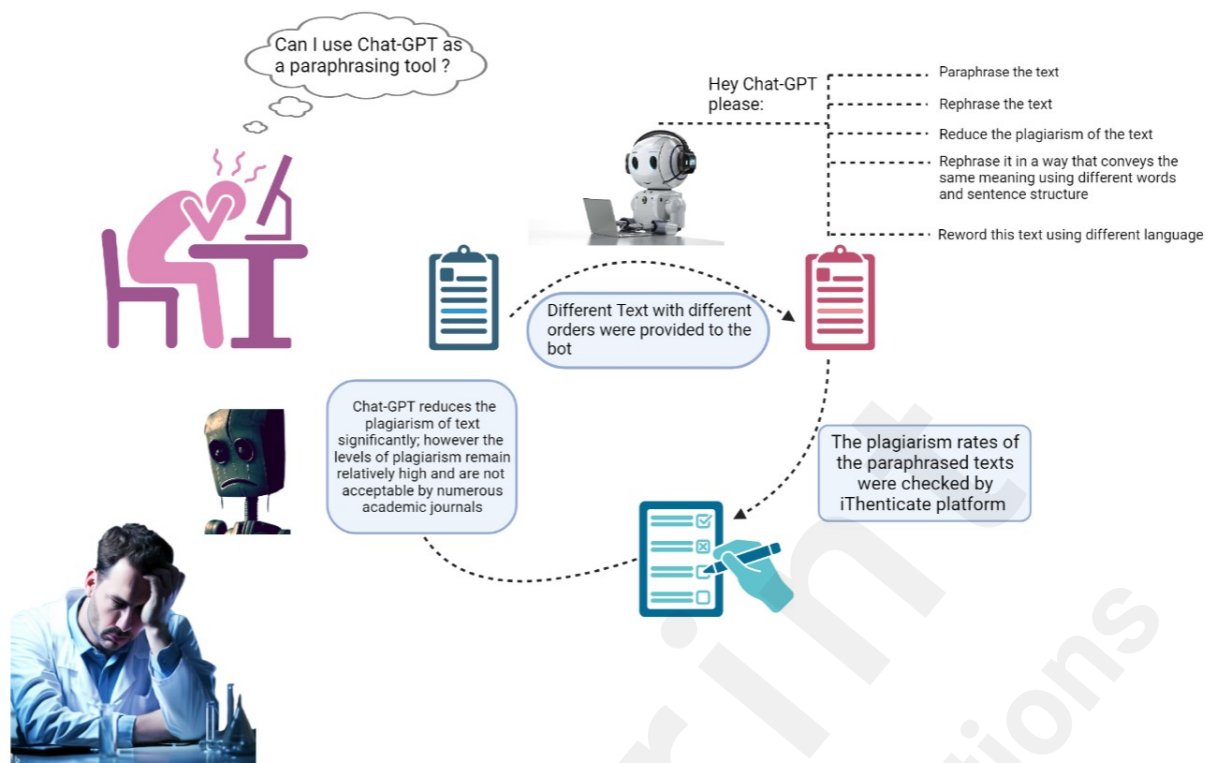 Can I use Chat-GPT as
a paraphrasing tool ?
Hey Chat-GPT
please:
Paraphrase the text
Rephrase the text
Reduce the plagiarism of the text
Rephrase it in a way that conveys the
same meaning using different words
and sentence structure
Reword this text using different language
Different Text with different
orders were provided to the
bot
The plagiarism rates of
the paraphrased texts
were checked by
iThenticate platform
Chat-GPT reduces the
plagiarism of text
significantly; however the
levels of plagiarism remain
relatively high and are not
acceptable by numerous
academic journals
rint
tions